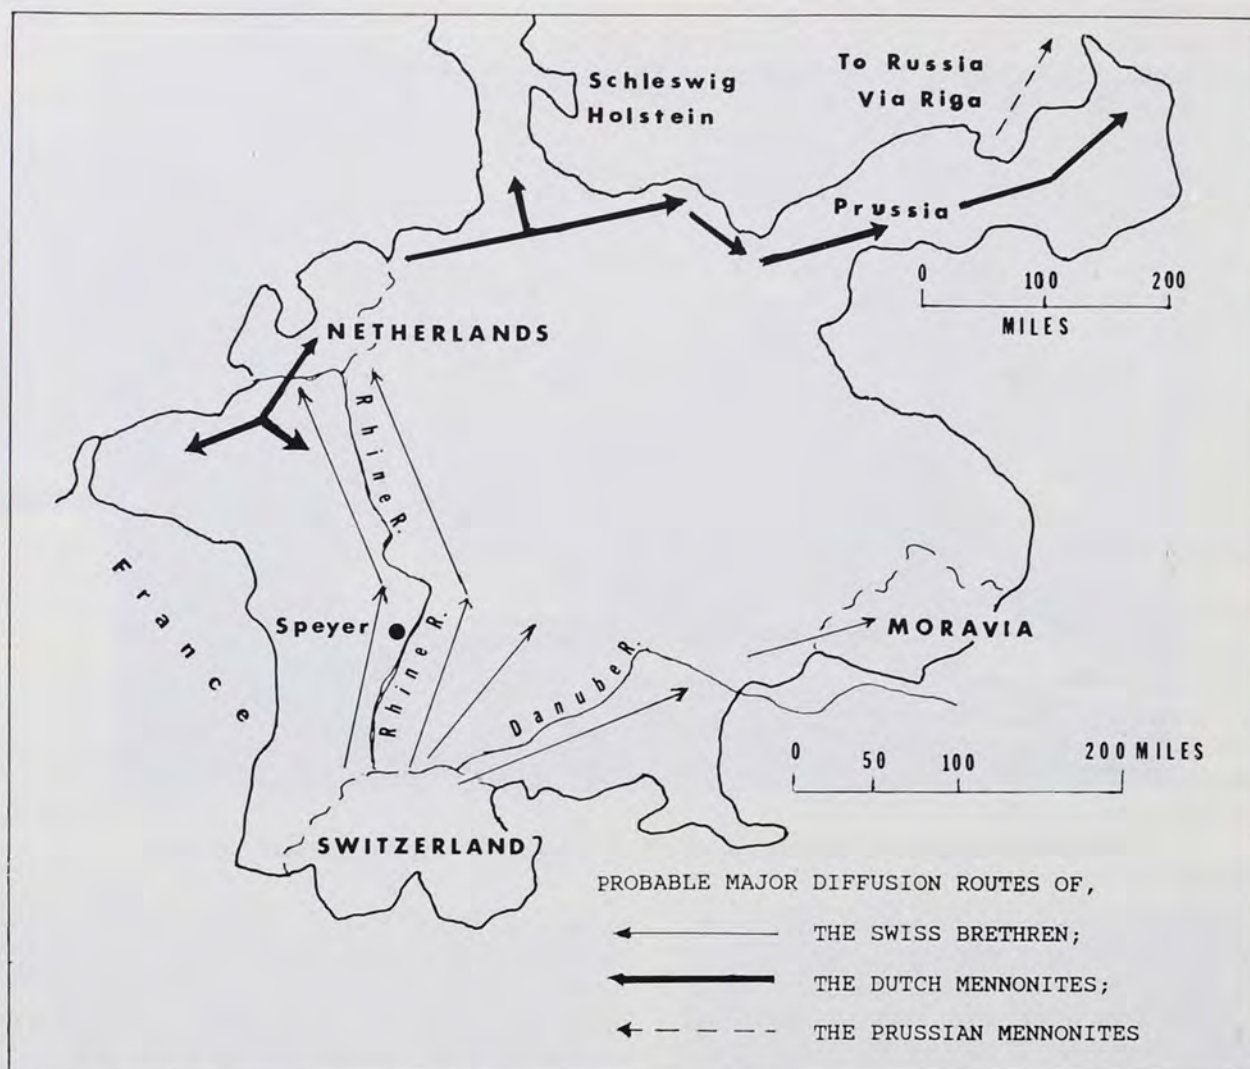 Schleswig
Holstein
To Russia
Via Riga
Prussia
0 100 200
MILES
NETHERLANDS
Rhine R.
France
Speyer
Rhine R.
Danube R.
MORAVIA
0 50 100 200 MILES
SWITZERLAND
PROBABLE MAJOR DIFFUSION ROUTES OF,
THE SWISS BRETHREN;
THE DUTCH MENNONITES;
THE PRUSSIAN MENNONITES